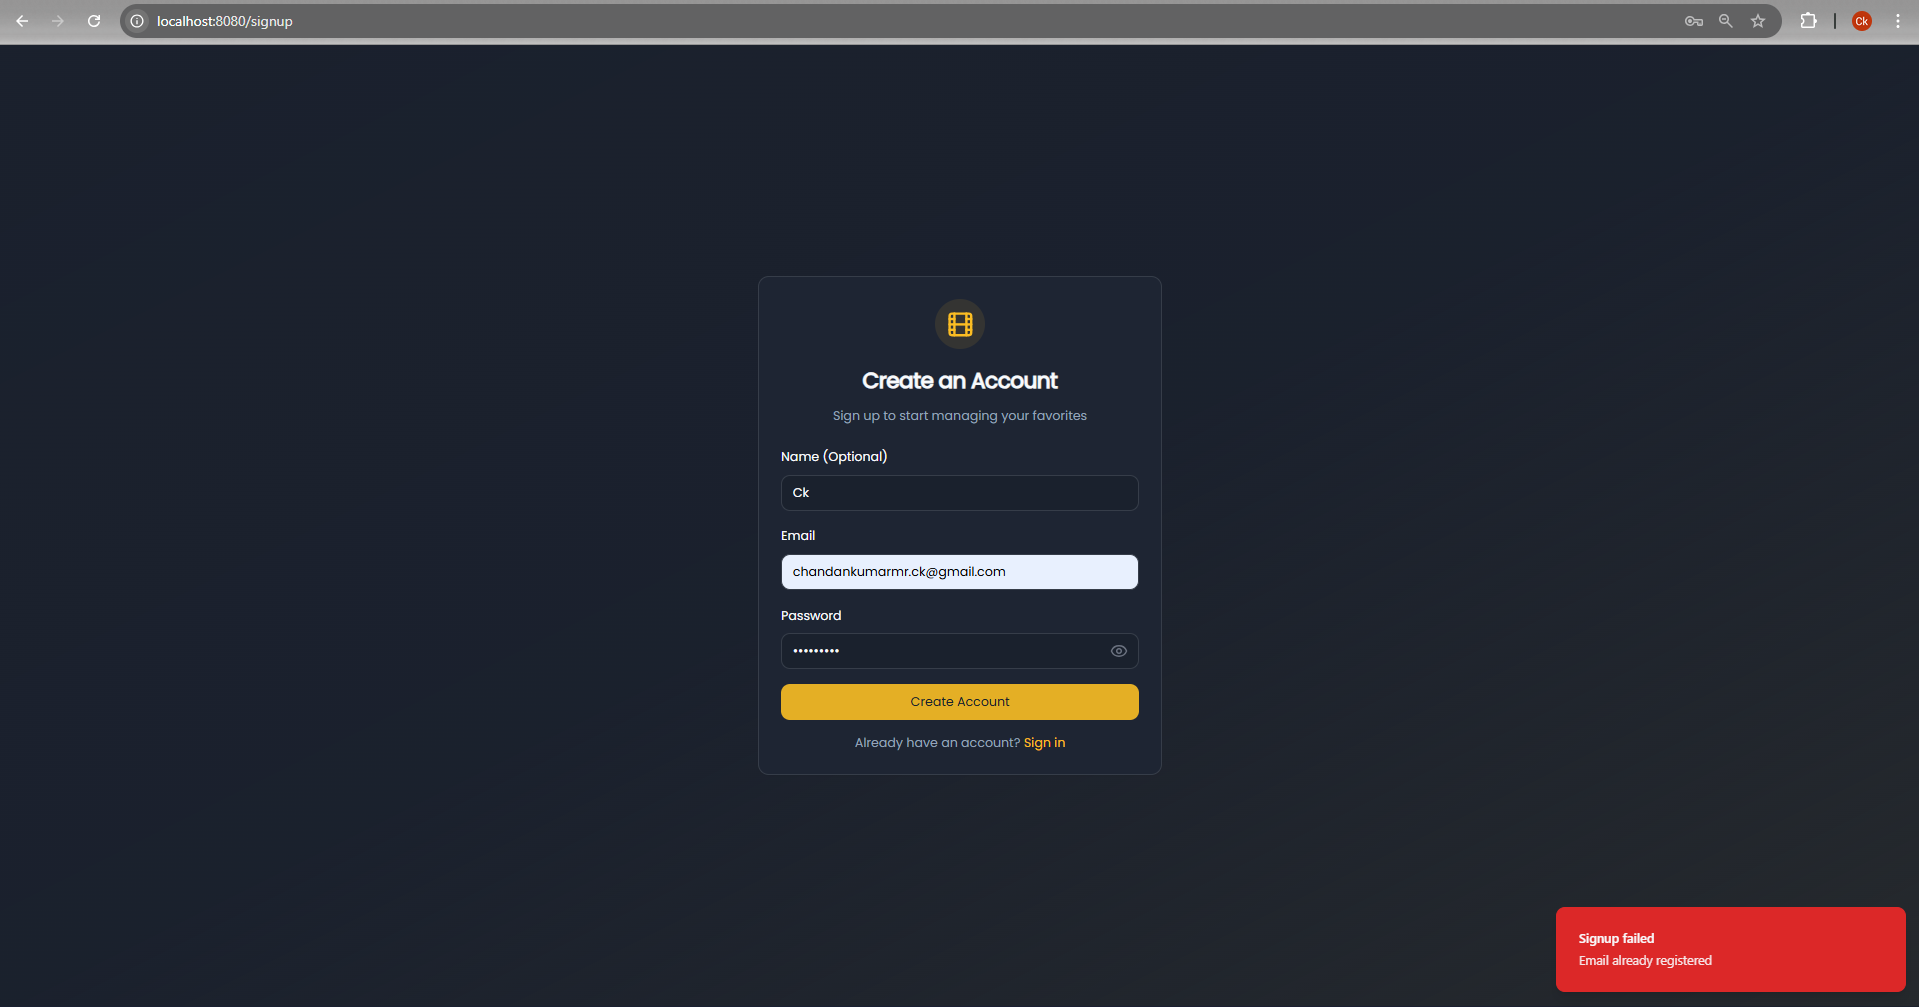 localhost:8080/signup
Ck
Create an Account
Sign up to start managing your favorites
Name (Optional)
Ck
Email
chandankumarmr.ck@gmail.com
Password
•••••••••
Create Account
Already have an account? Sign in
Signup failed
Email already registered